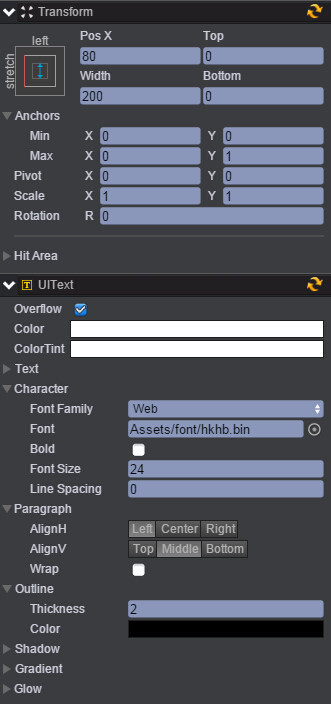 Transform
left
stretch
Pos X Top
80 0
Width Bottom
200 0
Anchors
Min X 0 Y 0
Max X 0 Y 1
Pivot X 0 Y 0
Scale X 1 Y 1
Rotation R 0
Hit Area
T UIText
Overflow
Color
ColorTint
Text
Character
Font Family Web
Font Assets/font/hkhb.bin
Bold
Font Size 24
Line Spacing 0
Paragraph
AlignH Left Center Right
AlignV Top Middle Bottom
Wrap
Outline
Thickness 2
Color
Shadow
Gradient
Glow